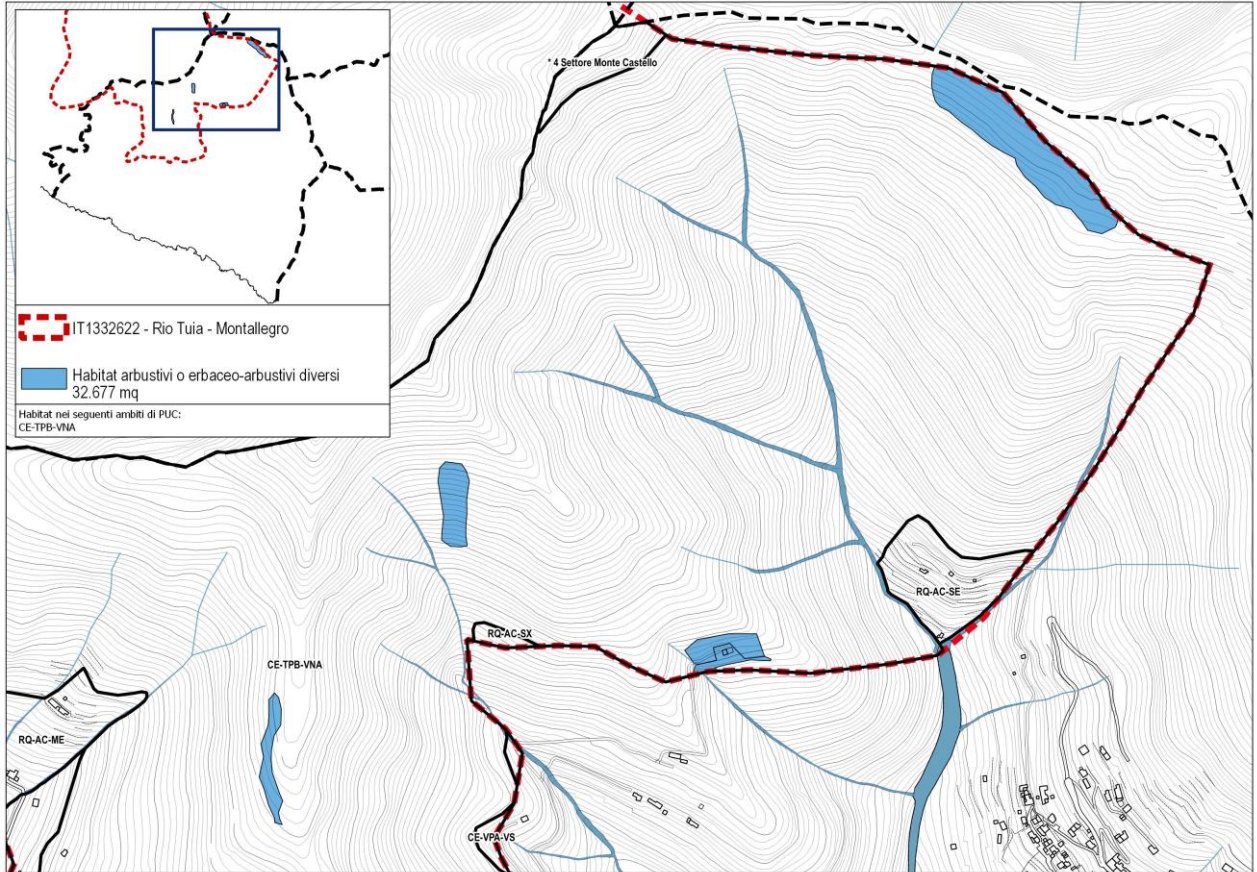 * 4 Settore Monte Castello
IT1332622 - Rio Tuia - Montallegro
Habitat arbustivi o erbaceo-arbustivi diversi
32.677 mq
Habitat nei seguenti ambiti di PUC:
CE-TPB-VNA
RQ-AC-SE
RQ-AC-SX
CE-TPB-VNA
RQ-AC-ME
CE-VPA-VS